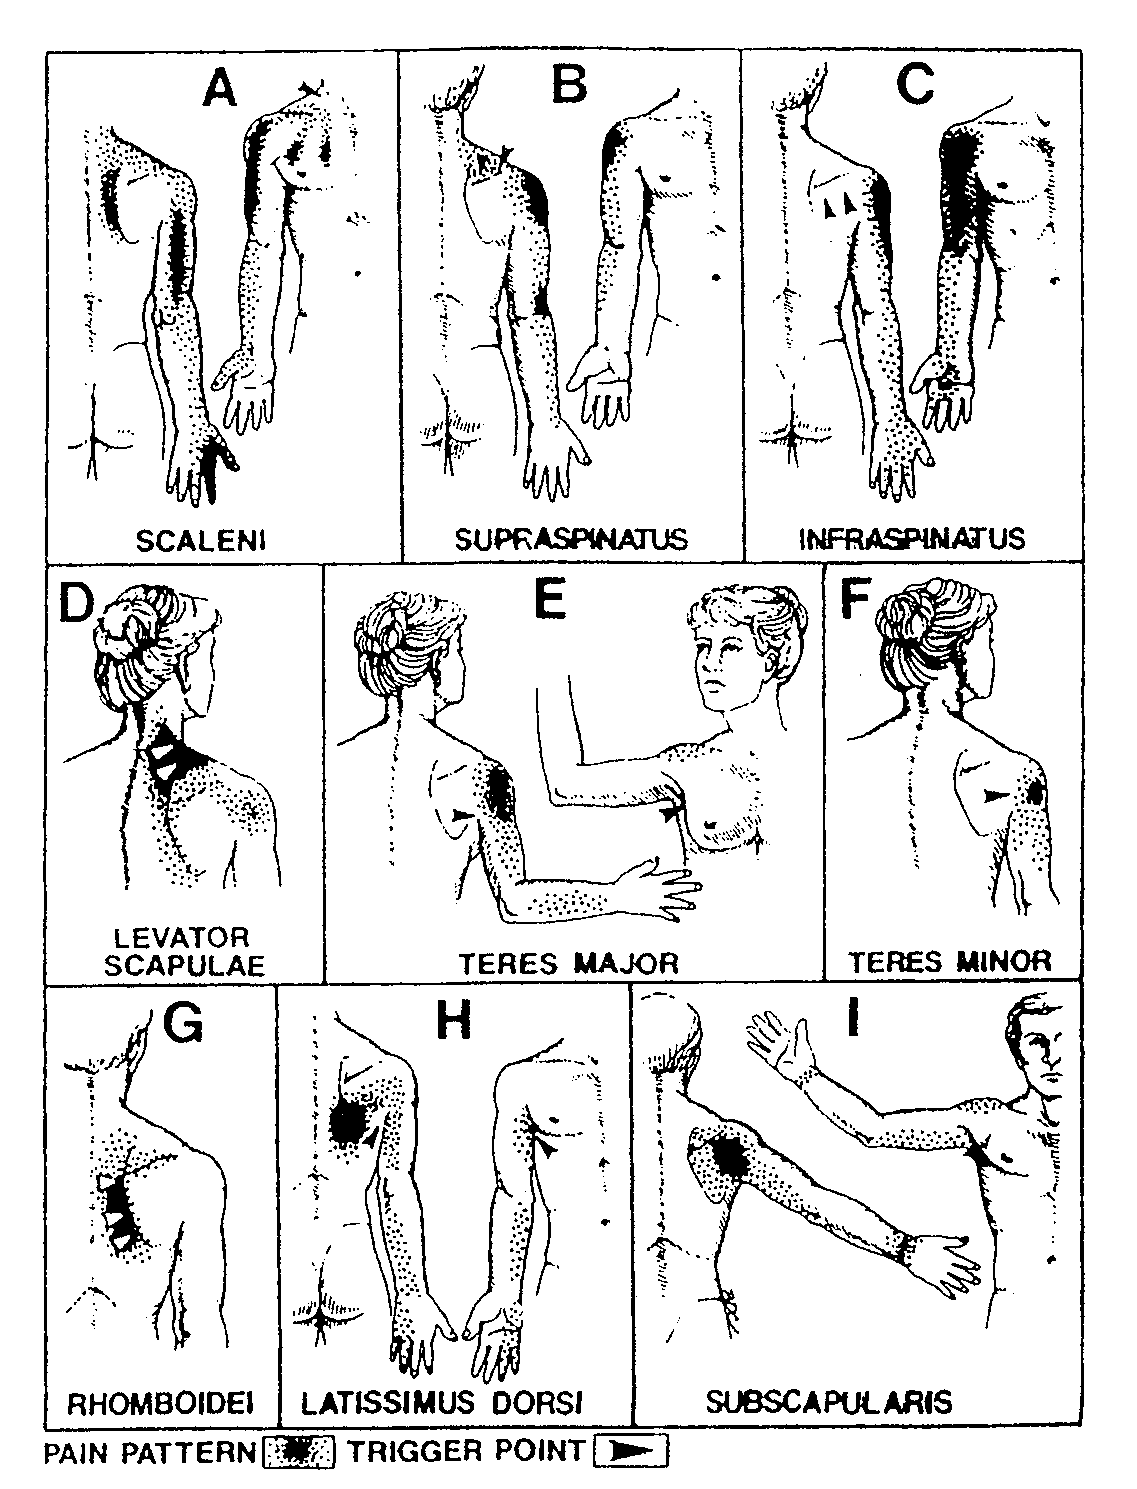 A
B
C
SCALENI
SUPRASPINATUS
INFRASPINATUS
D
E
F
LEVATOR
SCAPULAE
TERES MAJOR
TERES MINOR
G
H
I
RHOMBOIDEI
LATISSIMUS DORSI
SUBSCAPULARIS
PAIN PATTERN TRIGGER POINT